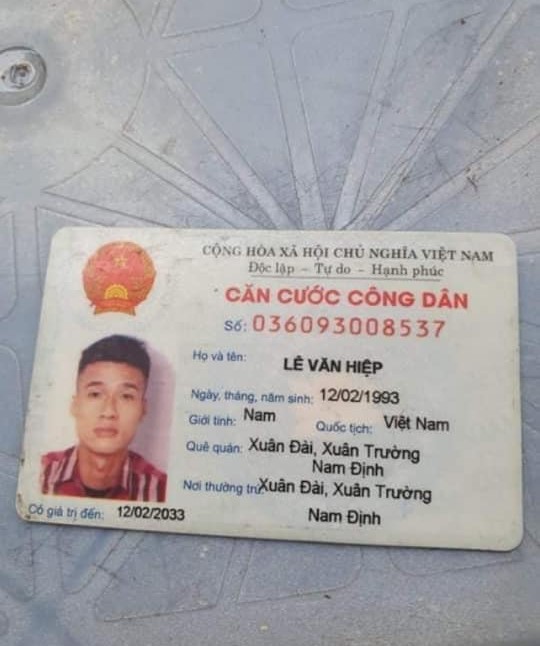 CỘNG HÒA XÃ HỘI CHỦ NGHĨA VIỆT NAM
Độc lập – Tự do – Hạnh phúc
CĂN CƯỚC CÔNG DÂN
Số: 036093008537
Họ và tên: LÊ VĂN HIỆP
Ngày, tháng, năm sinh: 12/02/1993
Giới tính: Nam Quốc tịch: Việt Nam
Quê quán: Xuân Đài, Xuân Trường
Nam Định
Nơi thường trú: Xuân Đài, Xuân Trường
Nam Định
Có giá trị đến: 12/02/2033